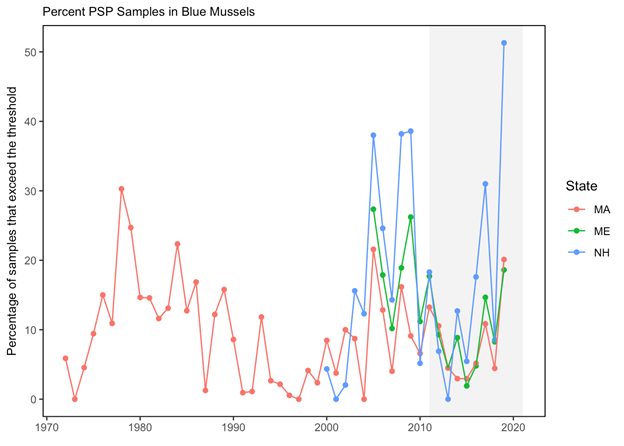 Percent PSP Samples in Blue Mussels
Percentage of samples that exceed the threshold
50
40
30
20
10
0
1970 1980 1990 2000 2010 2020
State
MA
ME
NH